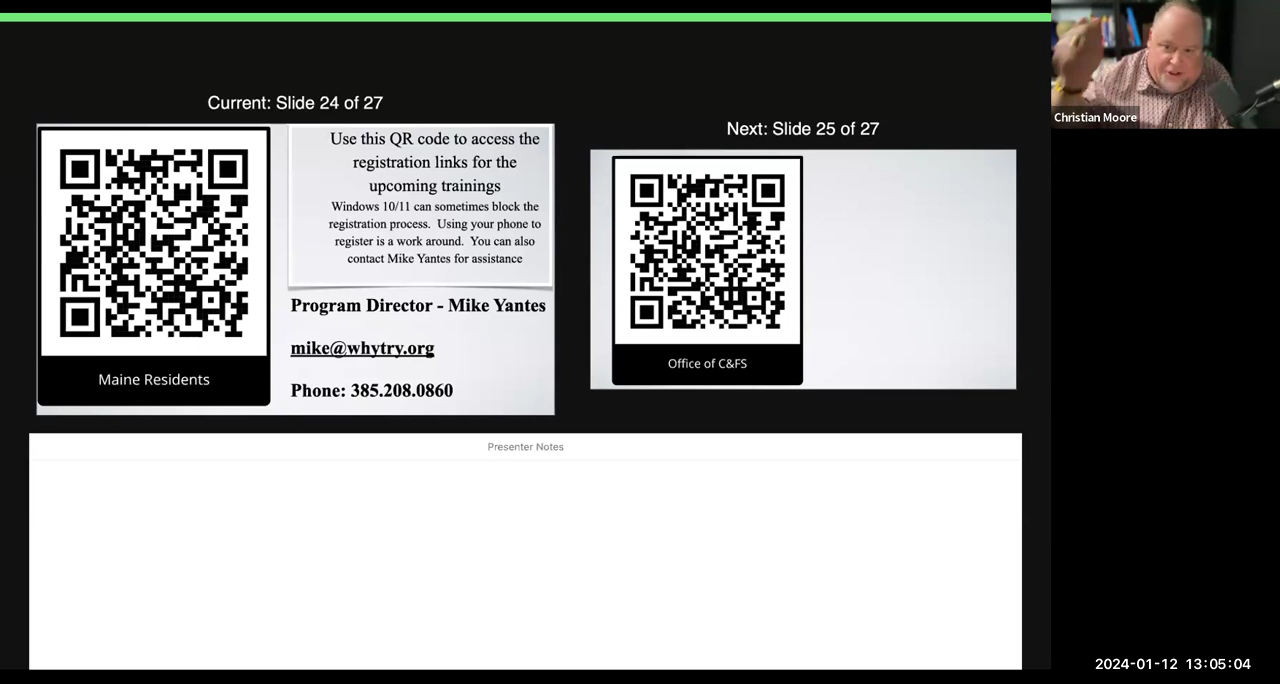 Current: Slide 24 of 27
Use this QR code to access the
registration links for the
upcoming trainings
Windows 10/11 can sometimes block the
registration process. Using your phone to
register is a work around. You can also
contact Mike Yantes for assistance
Program Director - Mike Yantes
mike@whytry.org
Phone: 385.208.0860
Maine Residents
Next: Slide 25 of 27
Office of C&FS
Presenter Notes
Christian Moore
2024-01-12 13:05:04